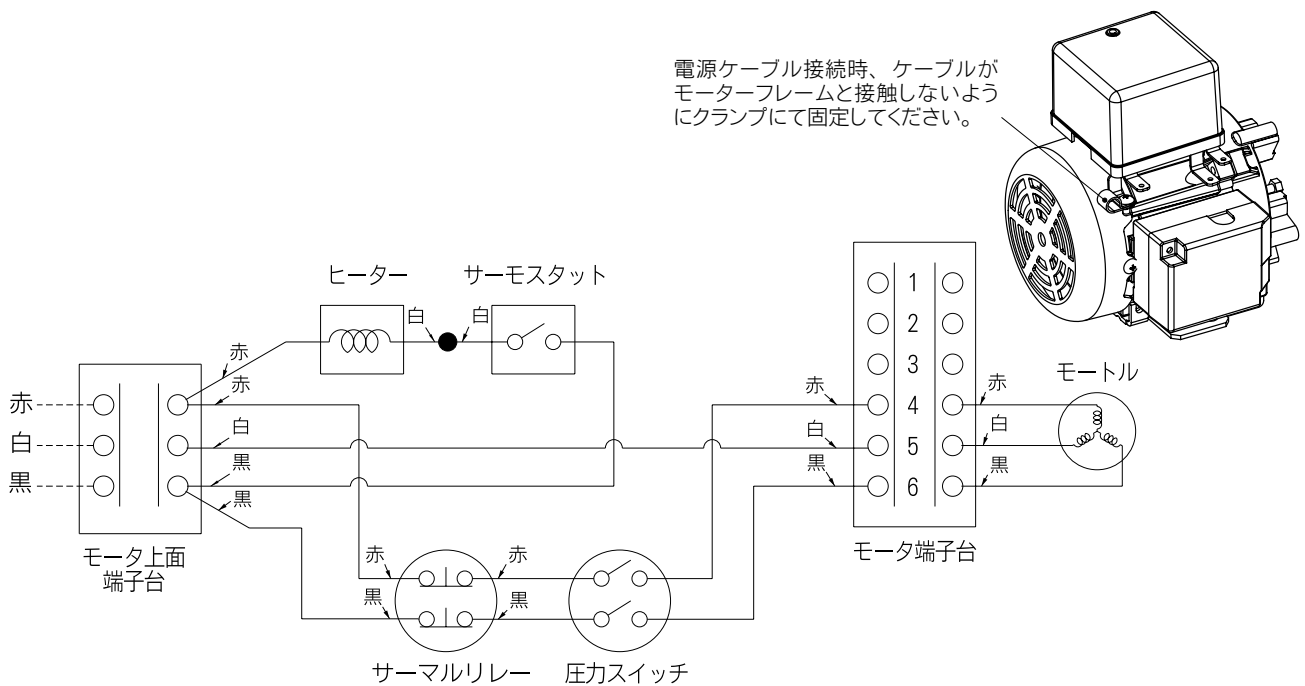 電源ケーブル接続時、ケーブルが
モーターフレームと接触しないよう
にクランプにて固定してください。
ヒーター
サーモスタット
白
白
1
2
3
4
5
6
モートル
赤
赤
赤
白
黒
白
黒
黒
赤
白
黒
赤
白
黒
モータ上面
端子台
モータ端子台
赤
赤
黒
黒
サーマルリレー
圧力スイッチ